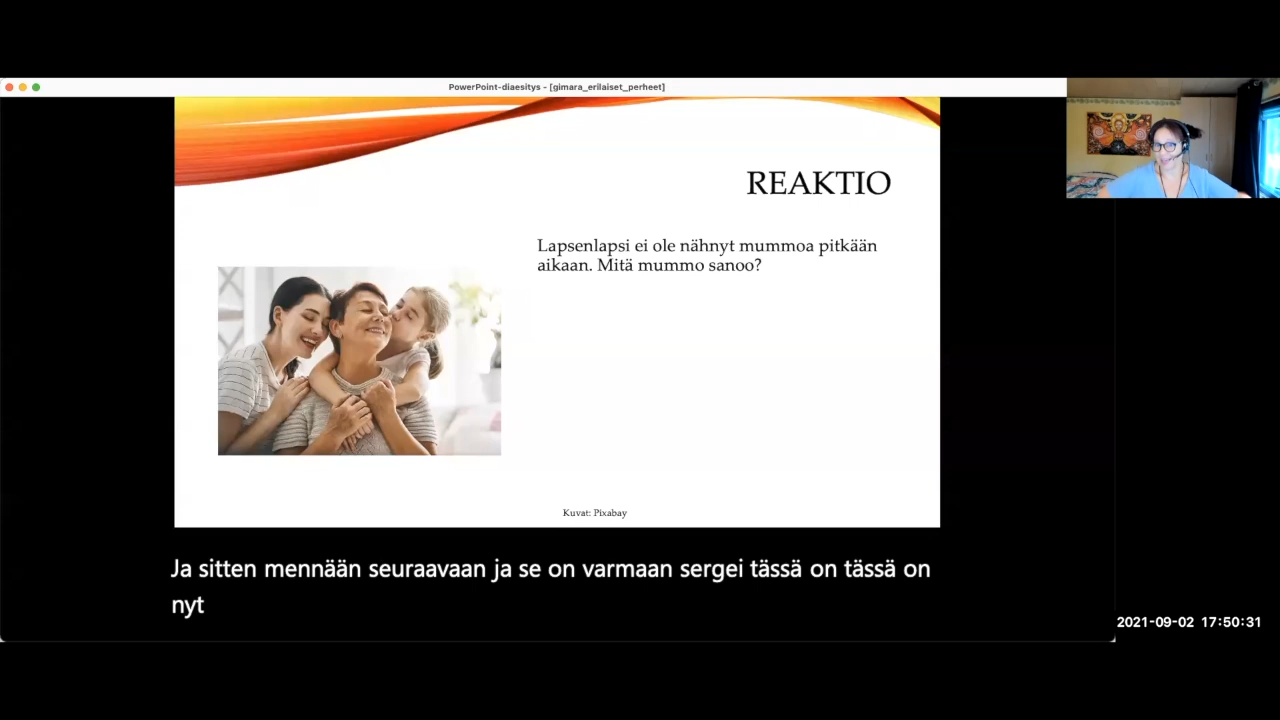 PowerPoint-diaesitys - [gimara_erilaiset_perheet]
REAKTIO
Lapsenlapsi ei ole nähnyt mummoa pitkään
aikaan. Mitä mummo sanoo?
Kuvat: Pixabay
Ja sitten mennään seuraavaan ja se on varmaan sergei tässä on tässä on
nyt
2021-09-02 17:50:31